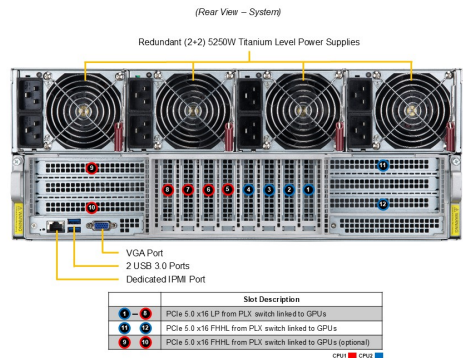 (Rear View – System)
Redundant (2+2) 5250W Titanium Level Power Supplies
9
11
8 7 6 5 4 3 2 1
10
12
VGA Port
2 USB 3.0 Ports
Dedicated IPMI Port
Slot Description
1 – 8 PCIe 5.0 x16 LP from PLX switch linked to GPUs
11 12 PCIe 5.0 x16 FHHL from PLX switch linked to GPUs
9 10 PCIe 5.0 x16 FHHL from PLX switch linked to GPUs (optional)
CPU1 CPU2